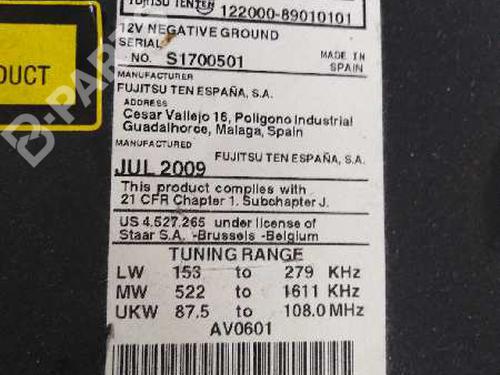 FUJITSU TEN TEN
122000-89010101
12V NEGATIVE GROUND
SERIAL
NO. S1700501
MADE IN
SPAIN
MANUFACTURER
FUJITSU TEN ESPAÑA, S.A.
ADDRESS
Cesar Vallejo 16, Poligono Industrial
Guadalhorce, Malaga, Spain
MANUFACTURED
FUJITSU TEN ESPAÑA, S.A.
JUL 2009
This product complies with
21 CFR Chapter 1. Subchapter J.
US 4.527.265 under license of
Staar S.A. -Brussels -Belgium
TUNING RANGE
LW 153 to 279 KHz
MW 522 to 1611 KHz
UKW 87.5 to 108.0 MHz
AV0601
DUCT
B-PARTS